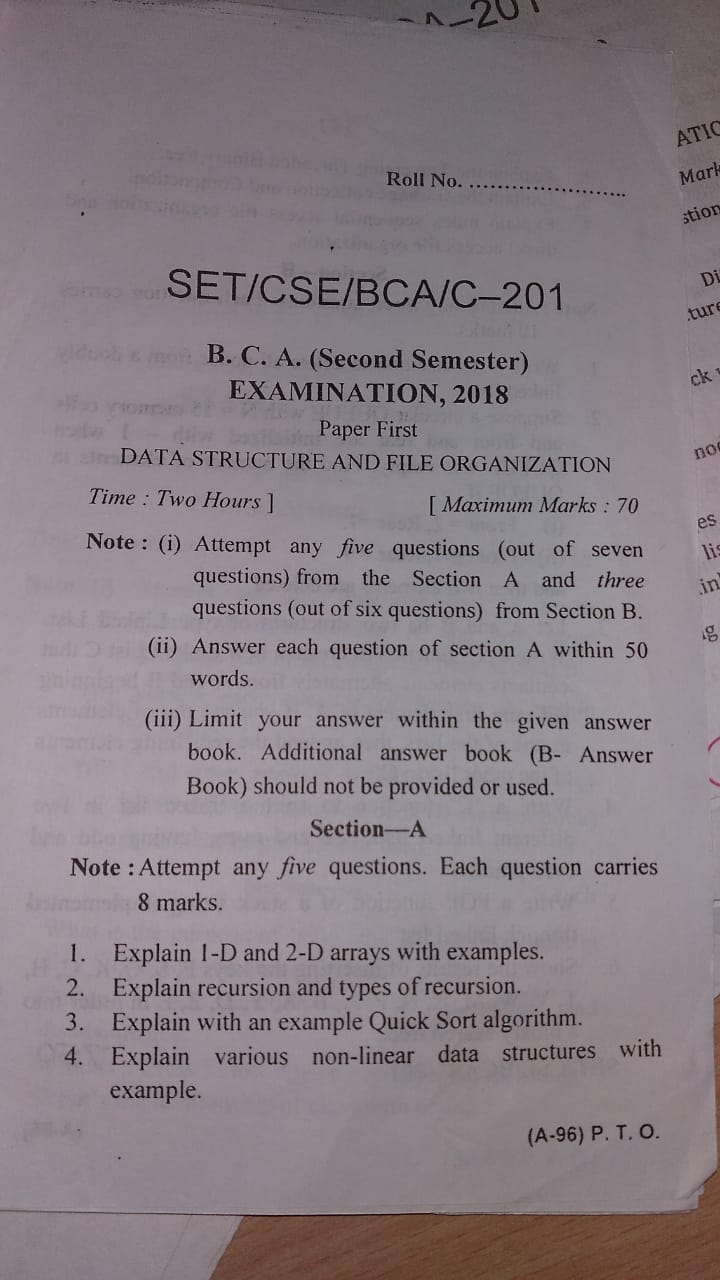 Roll No. ..........................
SET/CSE/BCA/C–201
B. C. A. (Second Semester)
EXAMINATION, 2018
Paper First
DATA STRUCTURE AND FILE ORGANIZATION
Time : Two Hours ] [ Maximum Marks : 70
Note : (i) Attempt any five questions (out of seven
questions) from the Section A and three
questions (out of six questions) from Section B.
(ii) Answer each question of section A within 50
words.
(iii) Limit your answer within the given answer
book. Additional answer book (B- Answer
Book) should not be provided or used.
Section—A
Note : Attempt any five questions. Each question carries
8 marks.
1. Explain 1-D and 2-D arrays with examples.
2. Explain recursion and types of recursion.
3. Explain with an example Quick Sort algorithm.
4. Explain various non-linear data structures with
example.
(A-96) P. T. O.